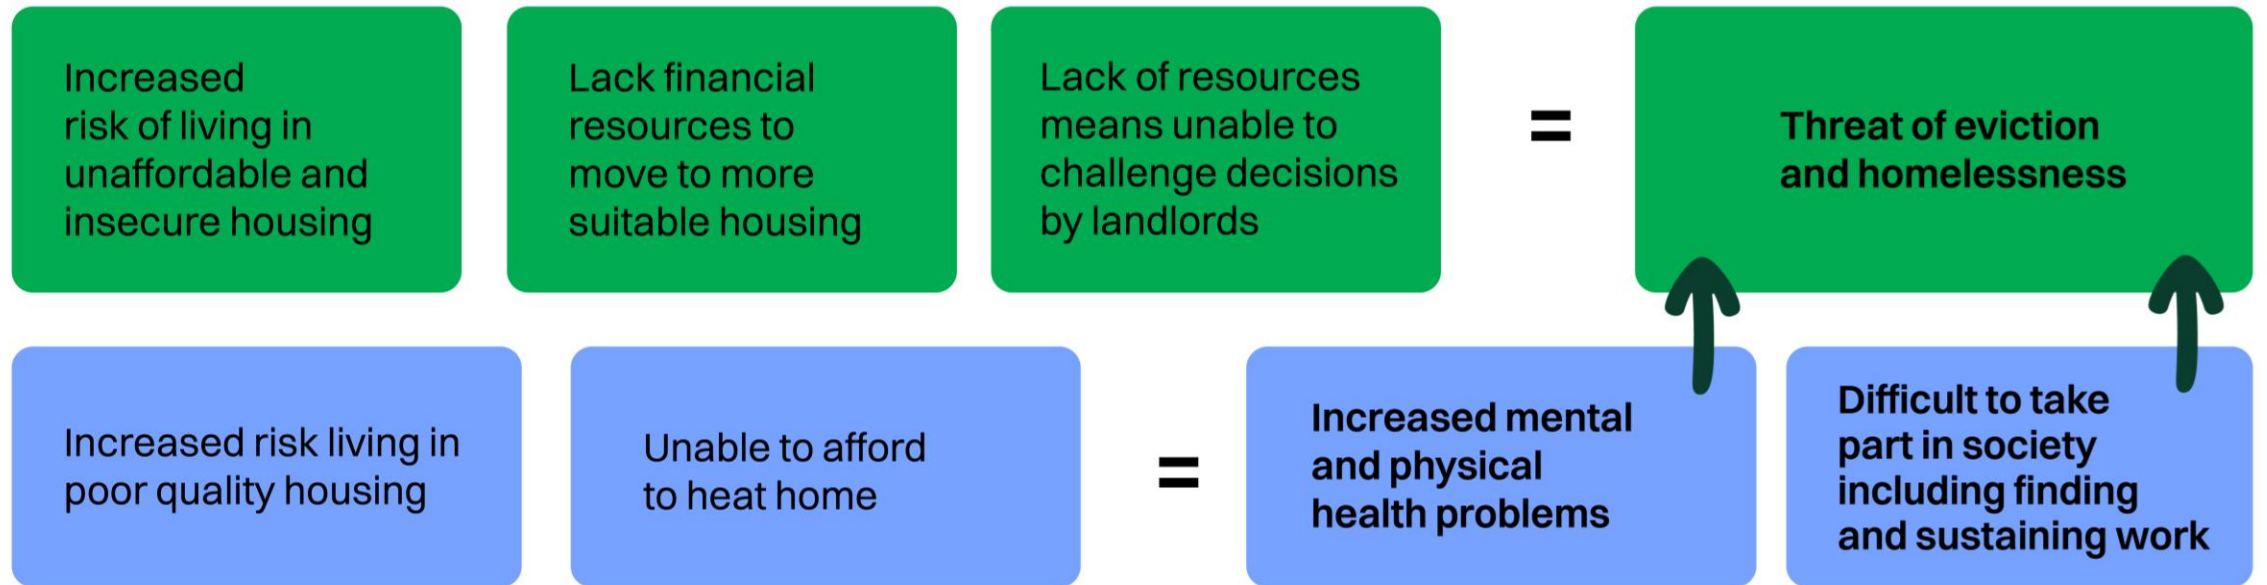 Increased
risk of living in
unaffordable and
insecure housing
Lack financial
resources to
move to more
suitable housing
Lack of resources
means unable to
challenge decisions
by landlords
=
Threat of eviction
and homelessness
Increased risk living in
poor quality housing
Unable to afford
to heat home
=
Increased mental
and physical
health problems
Difficult to take
part in society
including finding
and sustaining work